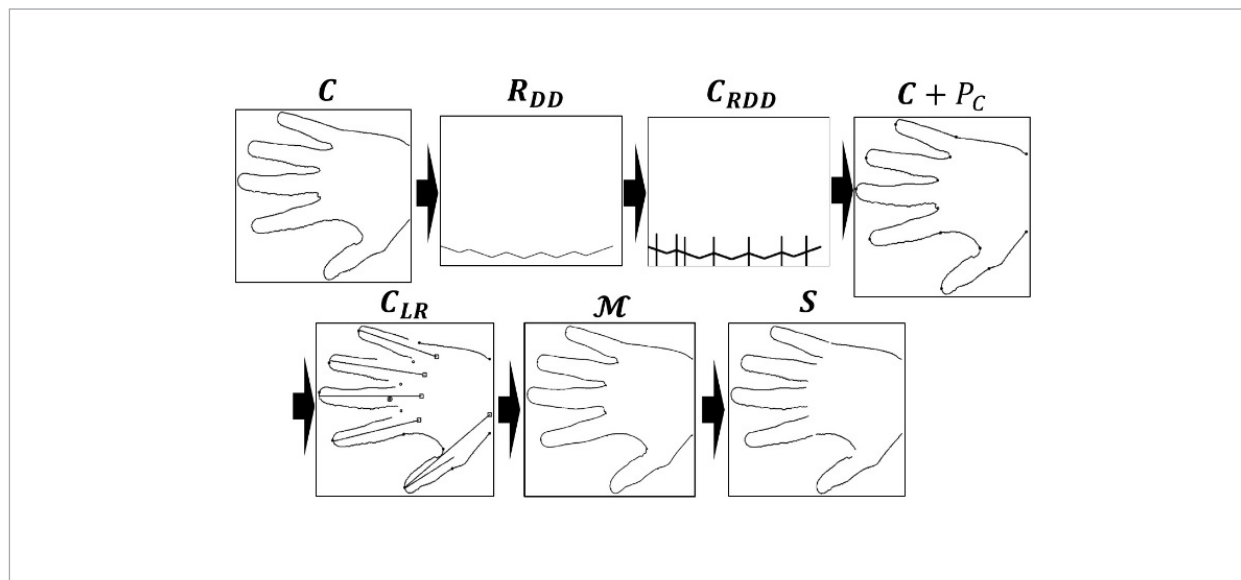 C
R_DD
C_RDD
C + P_C
C_LR
ℳ
S